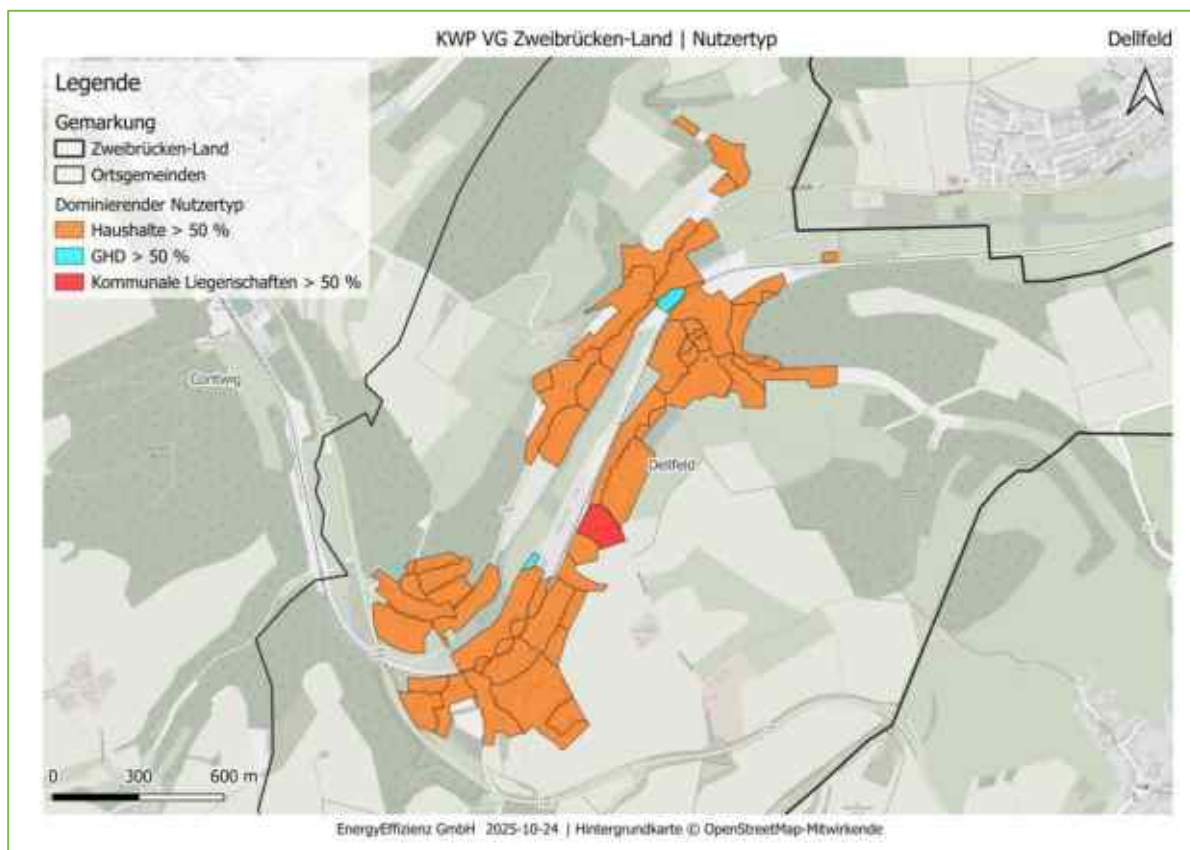 KWP VG Zweibrücken-Land | Nutzertyp
Dellfeld
Legende
Gemarkung
Zweibrücken-Land
Ortsgemeinden
Dominierender Nutzertyp
Haushalte > 50 %
GHD > 50 %
Kommunale Liegenschaften > 50 %
Contwig
Dellfeld
0 300 600 m
EnergyEffizienz GmbH 2025-10-24 | Hintergrundkarte © OpenStreetMap-Mitwirkende